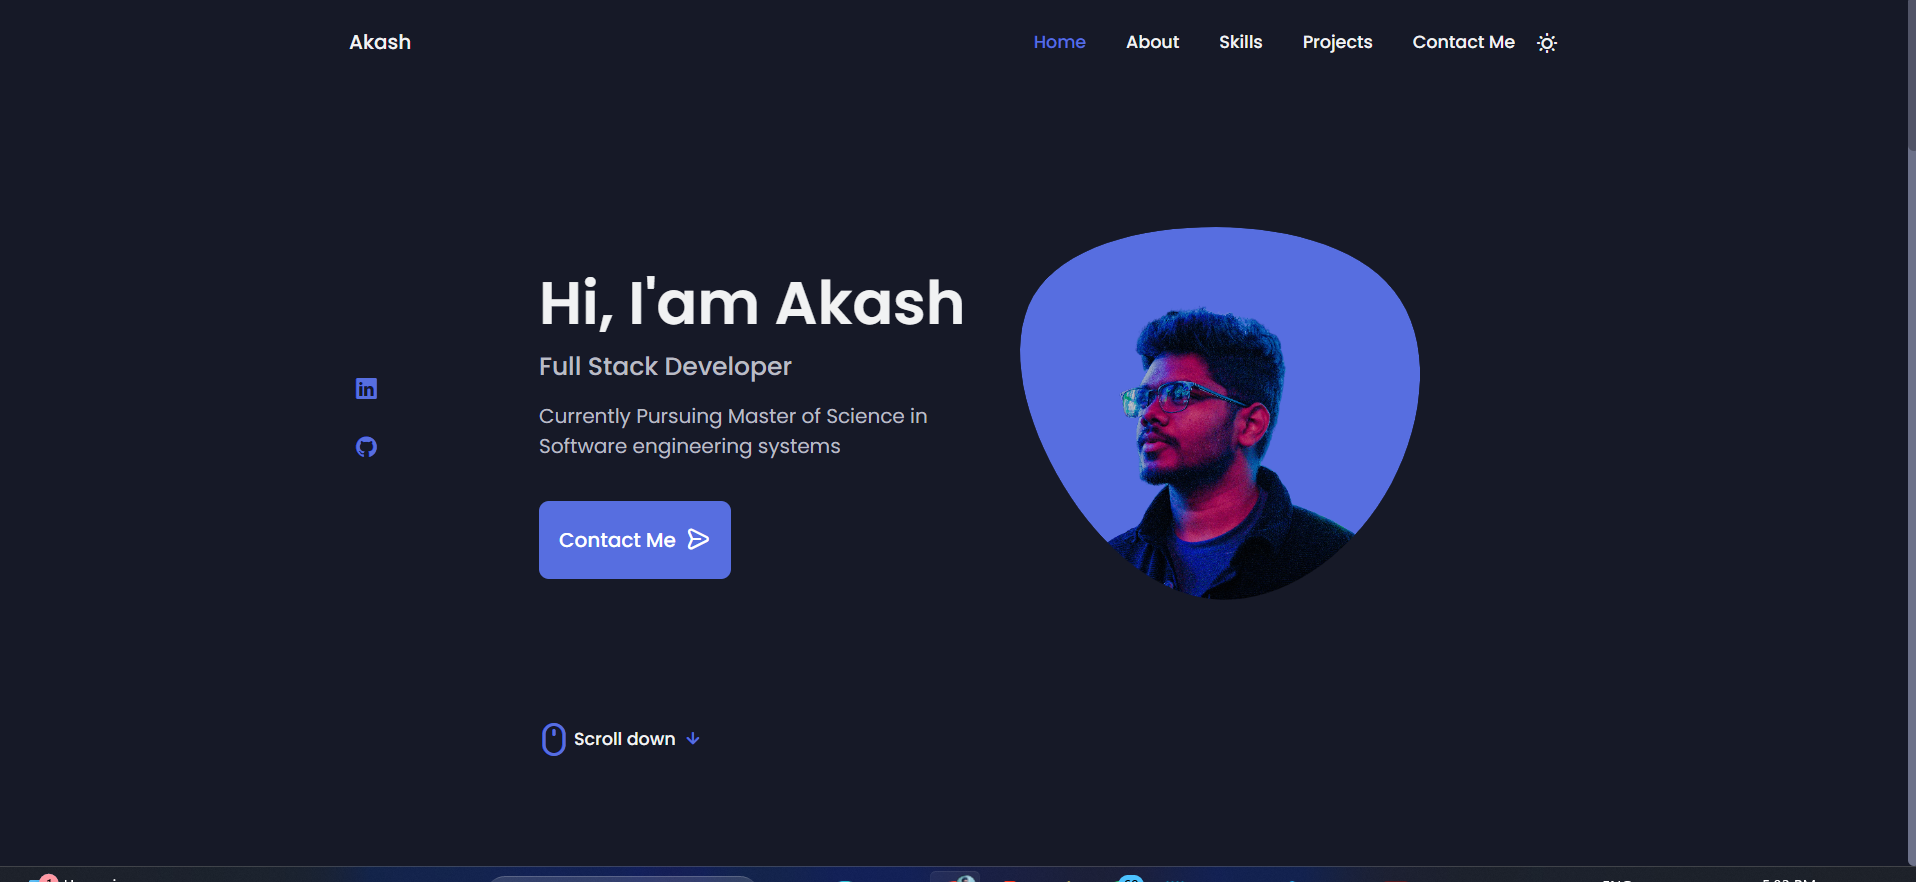 Akash
Home About Skills Projects Contact Me
Hi, I'am Akash
Full Stack Developer
Currently Pursuing Master of Science in
Software engineering systems
in
Contact Me
Scroll down